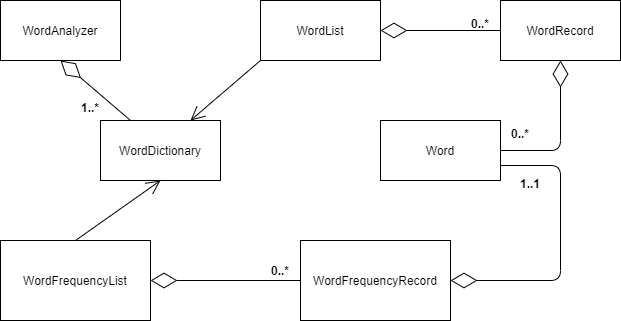 WordAnalyzer
WordList
0..*
WordRecord
1..*
WordDictionary
Word
0..*
1..1
WordFrequencyList
0..*
WordFrequencyRecord